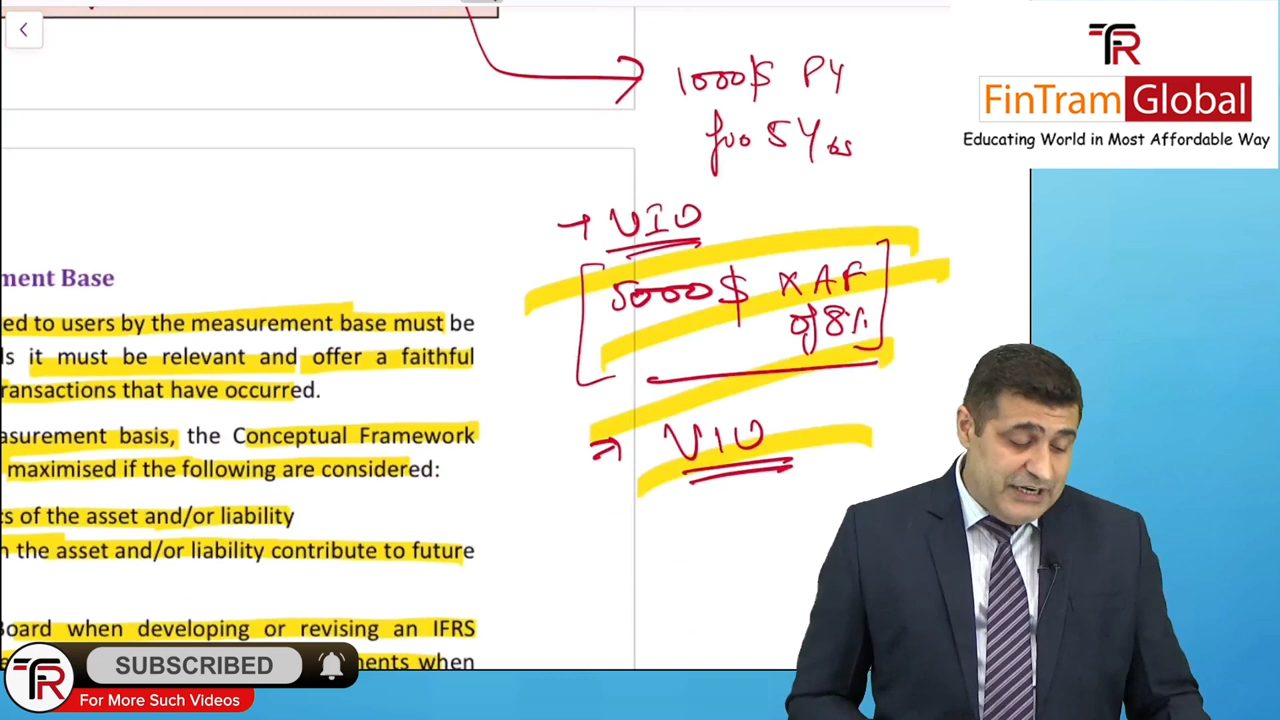 1000$ PY
for 5 Yrs
→ VIU
[5000 $ x AF
of 8%]
⇒ VIU
ment Base
ed to users by the measurement base must be
ls it must be relevant and offer a faithful
ransactions that have occurred.
asurement basis, the Conceptual Framework
maximised if the following are considered:
s of the asset and/or liability
n the asset and/or liability contribute to future
Board when developing or revising an IFRS
ments when
FinTram Global
Educating World in Most Affordable Way
SUBSCRIBED
For More Such Videos